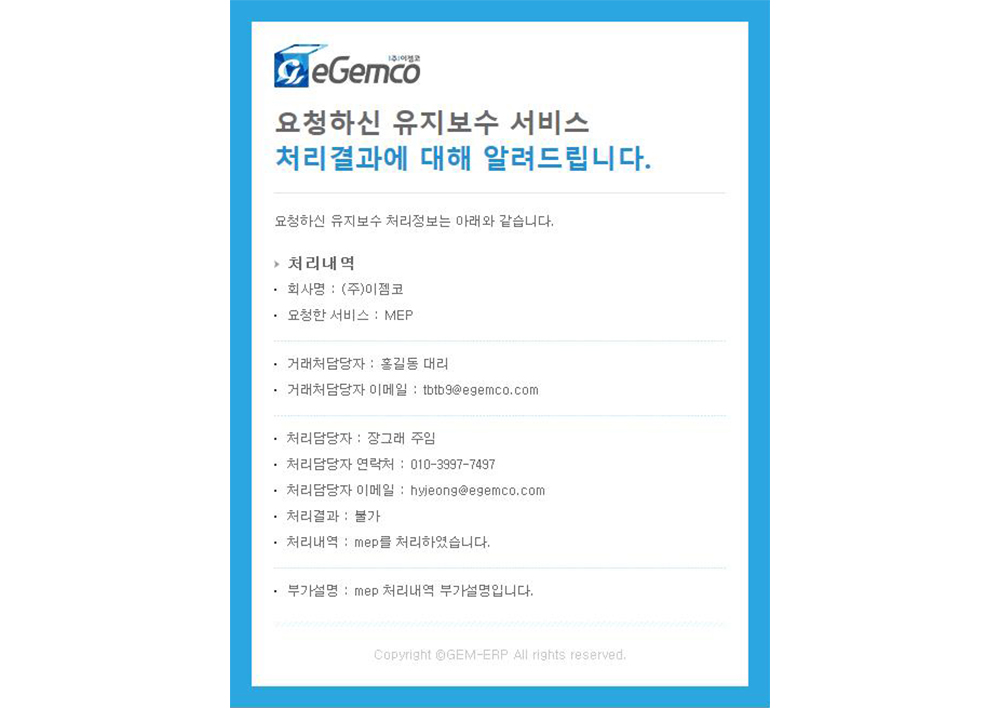 (주)이젬코
eGemco
요청하신 유지보수 서비스
처리결과에 대해 알려드립니다.
요청하신 유지보수 처리정보는 아래와 같습니다.
처리내역
· 회사명 : (주)이젬코
· 요청한 서비스 : MEP
· 거래처담당자 : 홍길동 대리
· 거래처담당자 이메일 : tbtb9@egemco.com
· 처리담당자 : 장그래 주임
· 처리담당자 연락처 : 010-3997-7497
· 처리담당자 이메일 : hyjeong@egemco.com
· 처리결과 : 불가
· 처리내역 : mep를 처리하였습니다.
· 부가설명 : mep 처리내역 부가설명입니다.
Copyright ©GEM-ERP All rights reserved.